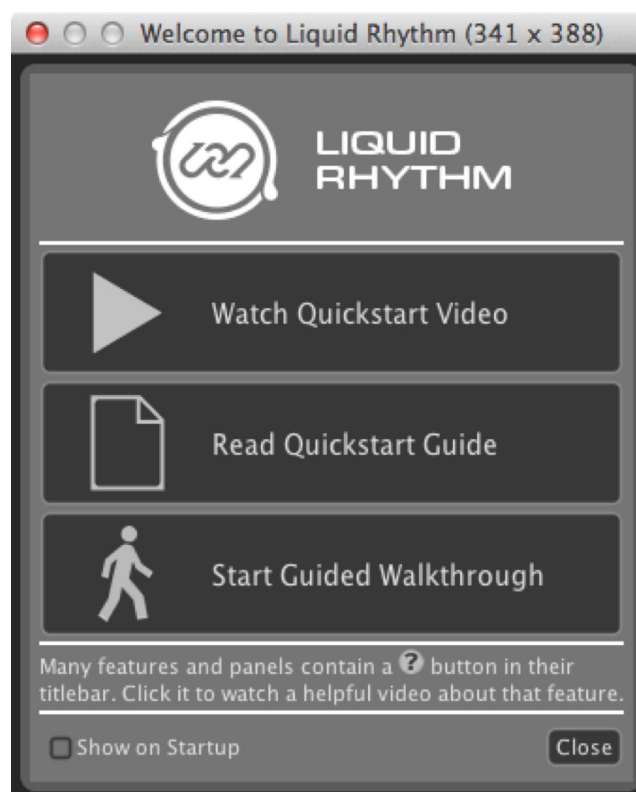 Welcome to Liquid Rhythm (341 x 388)
LIQUID
RHYTHM
Watch Quickstart Video
Read Quickstart Guide
Start Guided Walkthrough
Many features and panels contain a ? button in their
titlebar. Click it to watch a helpful video about that feature.
Show on Startup
Close